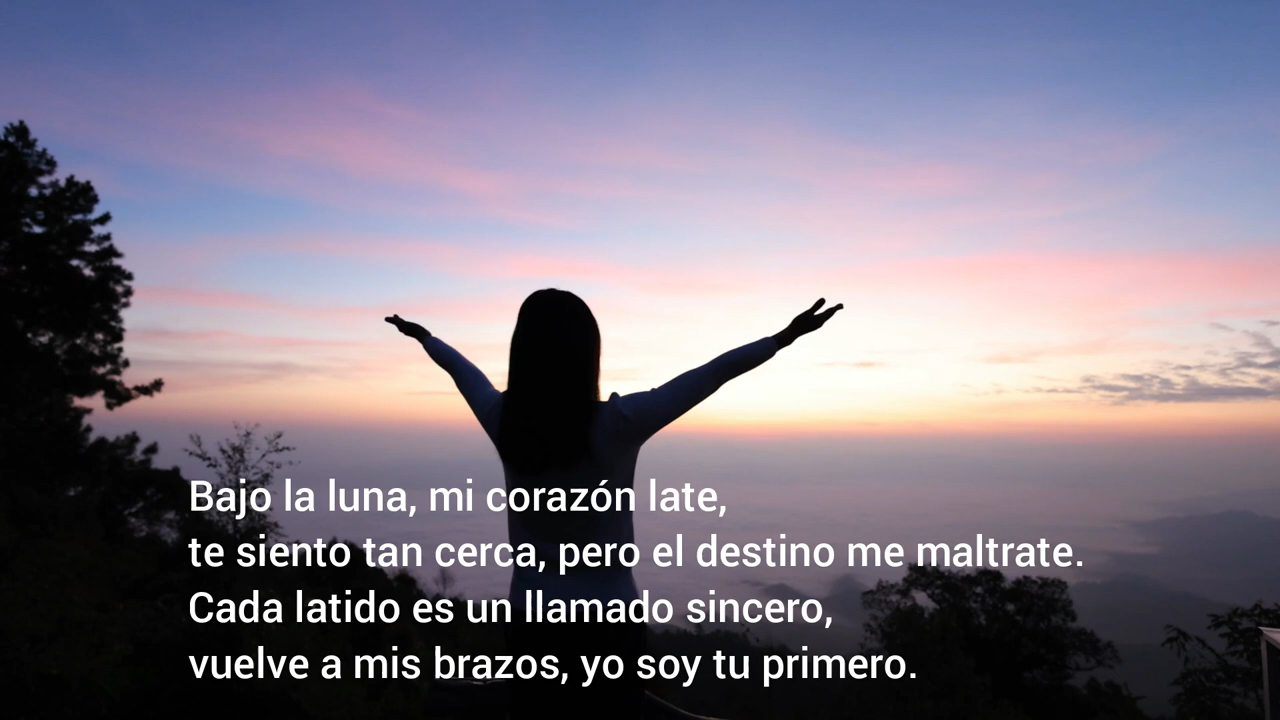 Bajo la luna, mi corazón late,
te siento tan cerca, pero el destino me maltrate.
Cada latido es un llamado sincero,
vuelve a mis brazos, yo soy tu primero.